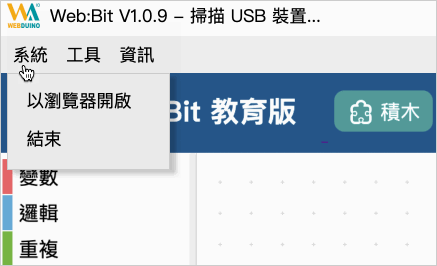 WEBDUINO
Web:Bit V1.0.9 – 掃描 USB 裝置...
系統 工具 資訊
以瀏覽器開啟
結束
Bit 教育版
積木
變數
邏輯
重複